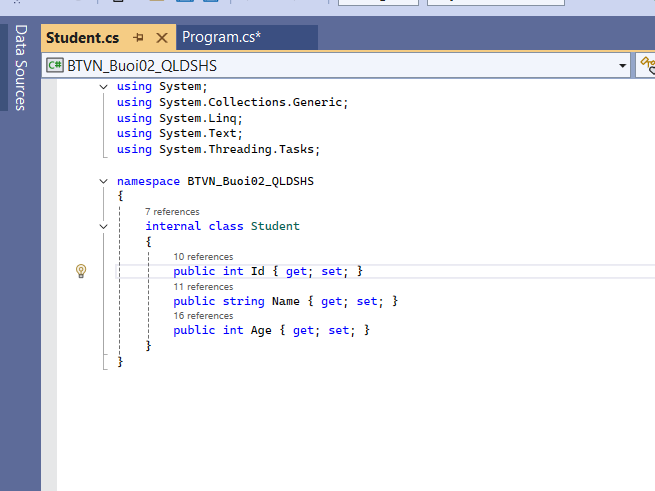 Data Sources
Student.cs
Program.cs*
C# BTVN_Buoi02_QLDSHS
using System;
using System.Collections.Generic;
using System.Linq;
using System.Text;
using System.Threading.Tasks;
namespace BTVN_Buoi02_QLDSHS
{
7 references
internal class Student
{
10 references
public int Id { get; set; }
11 references
public string Name { get; set; }
16 references
public int Age { get; set; }
}
}